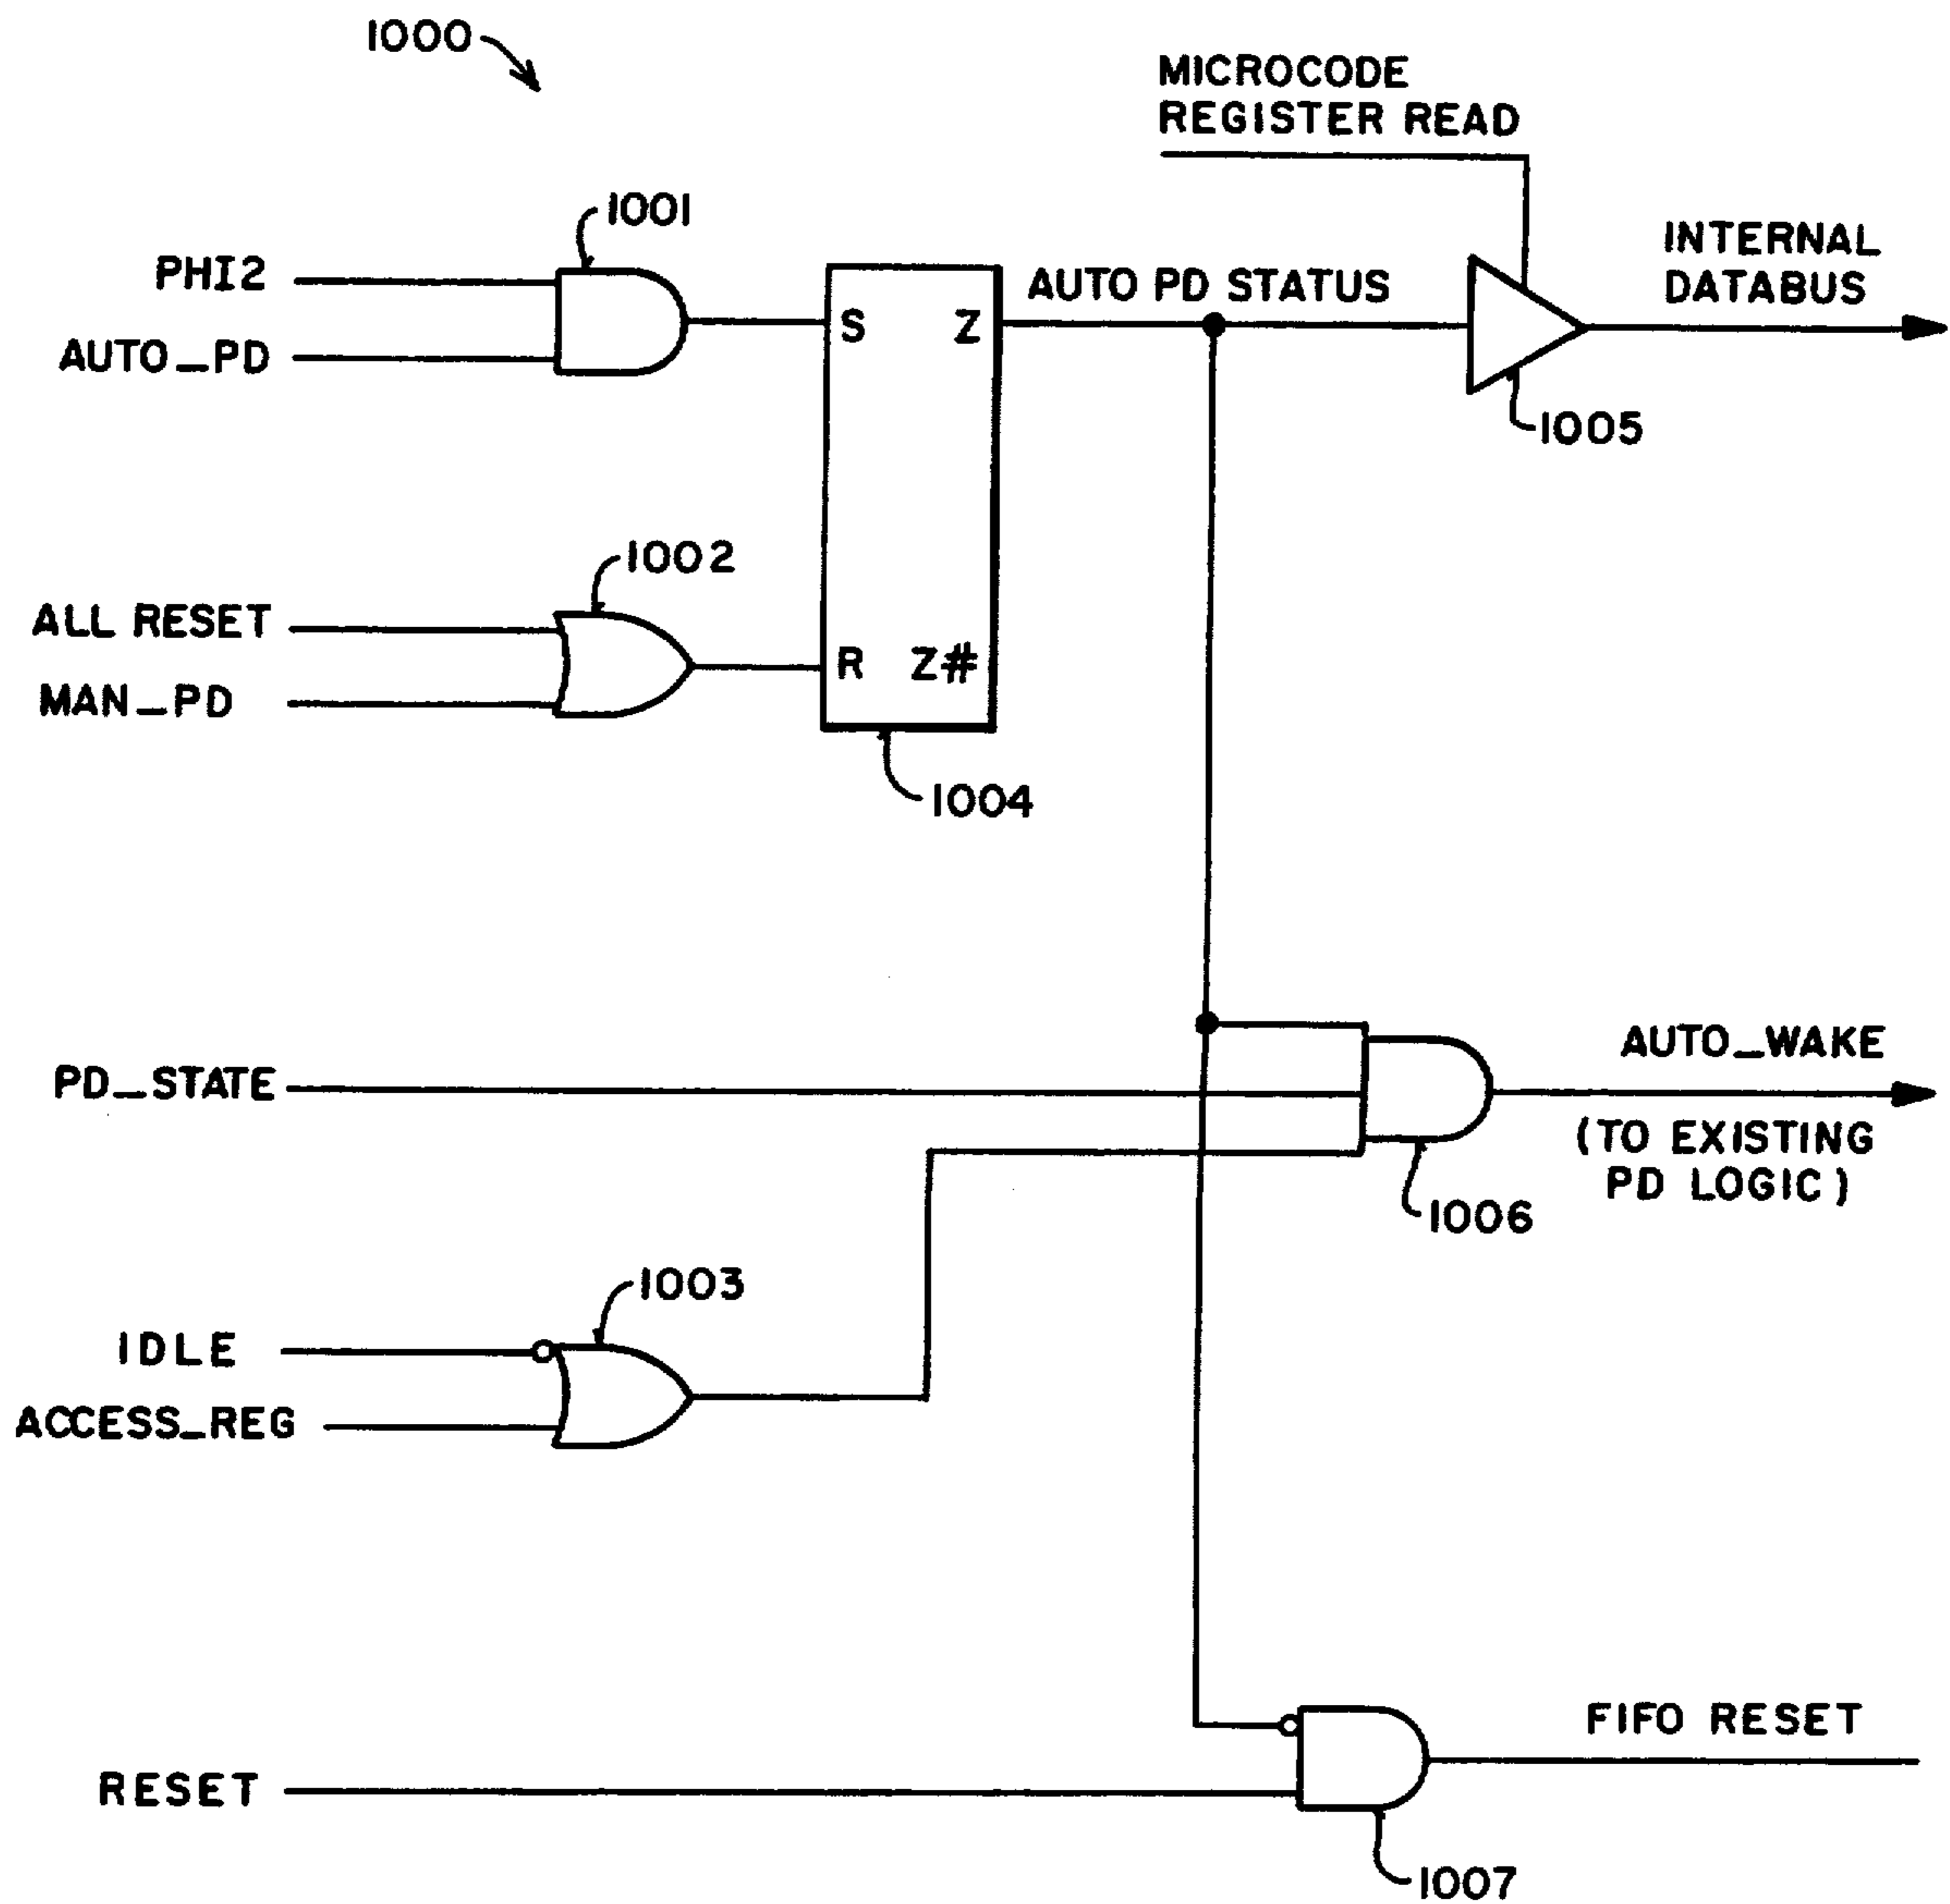 1000
MICROCODE
REGISTER READ
1001
PHI2
AUTO_PD
S
Z
AUTO PD STATUS
INTERNAL
DATABUS
1005
1002
ALL RESET
MAN_PD
R
Z#
1004
PD_STATE
AUTO_WAKE
(TO EXISTING
PD LOGIC)
1006
1003
IDLE
ACCESS_REG
FIFO RESET
RESET
1007